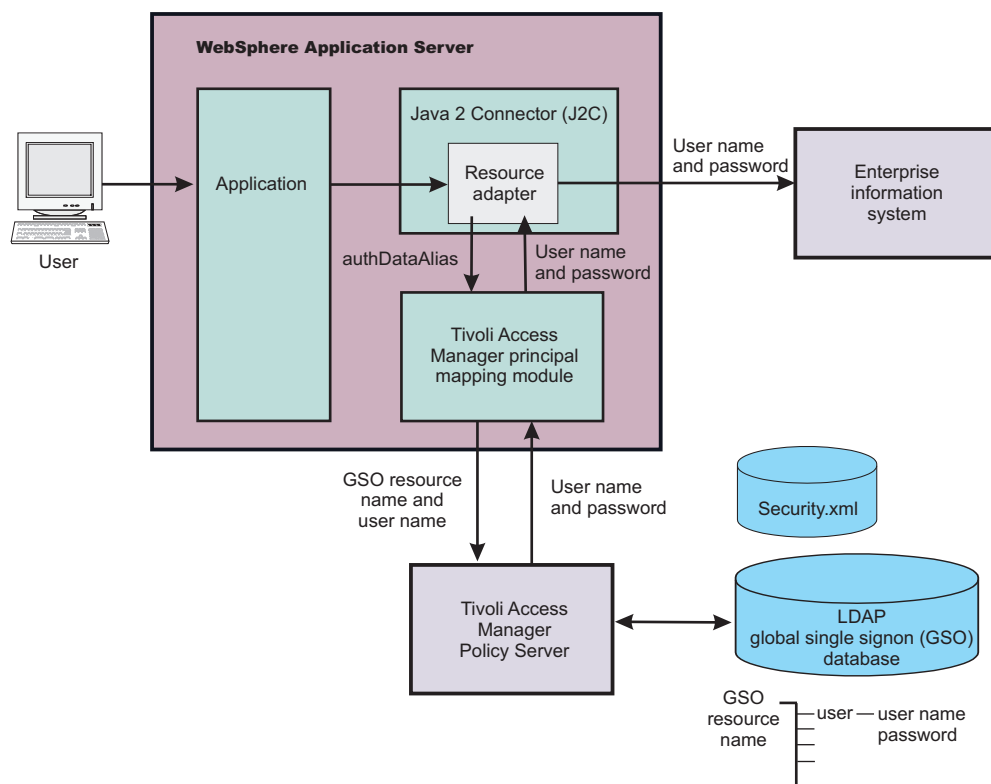 WebSphere Application Server
Java 2 Connector (J2C)
User name
and password
Application
Resource
adapter
Enterprise
information
system
User
authDataAlias
User name
and password
Tivoli Access
Manager principal
mapping module
GSO resource
name and
user name
User name
and password
Security.xml
Tivoli Access
Manager
Policy Server
LDAP
global single signon (GSO)
database
GSO
resource
name
user
user name
password